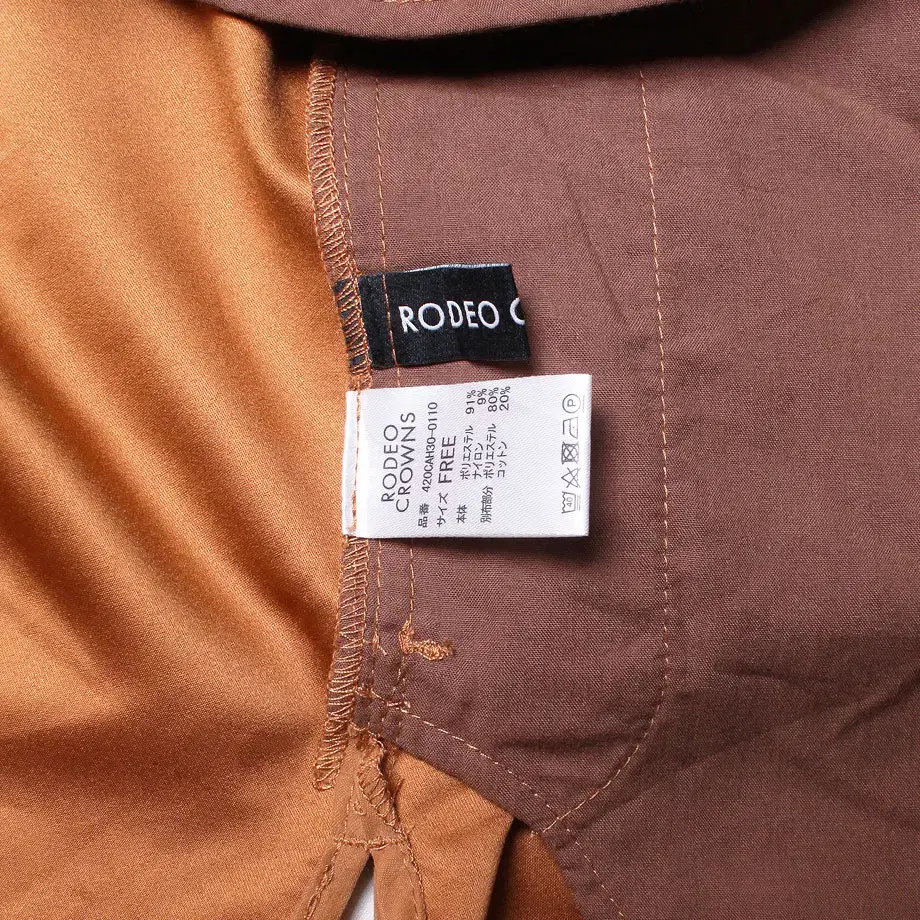 RODEO C
RODEO
CROWNS
品番 420CAH30-0110
サイズ FREE
本体 ポリエステル 91%
ナイロン 9%
別布部分 ポリエステル 80%
コットン 20%
40
P